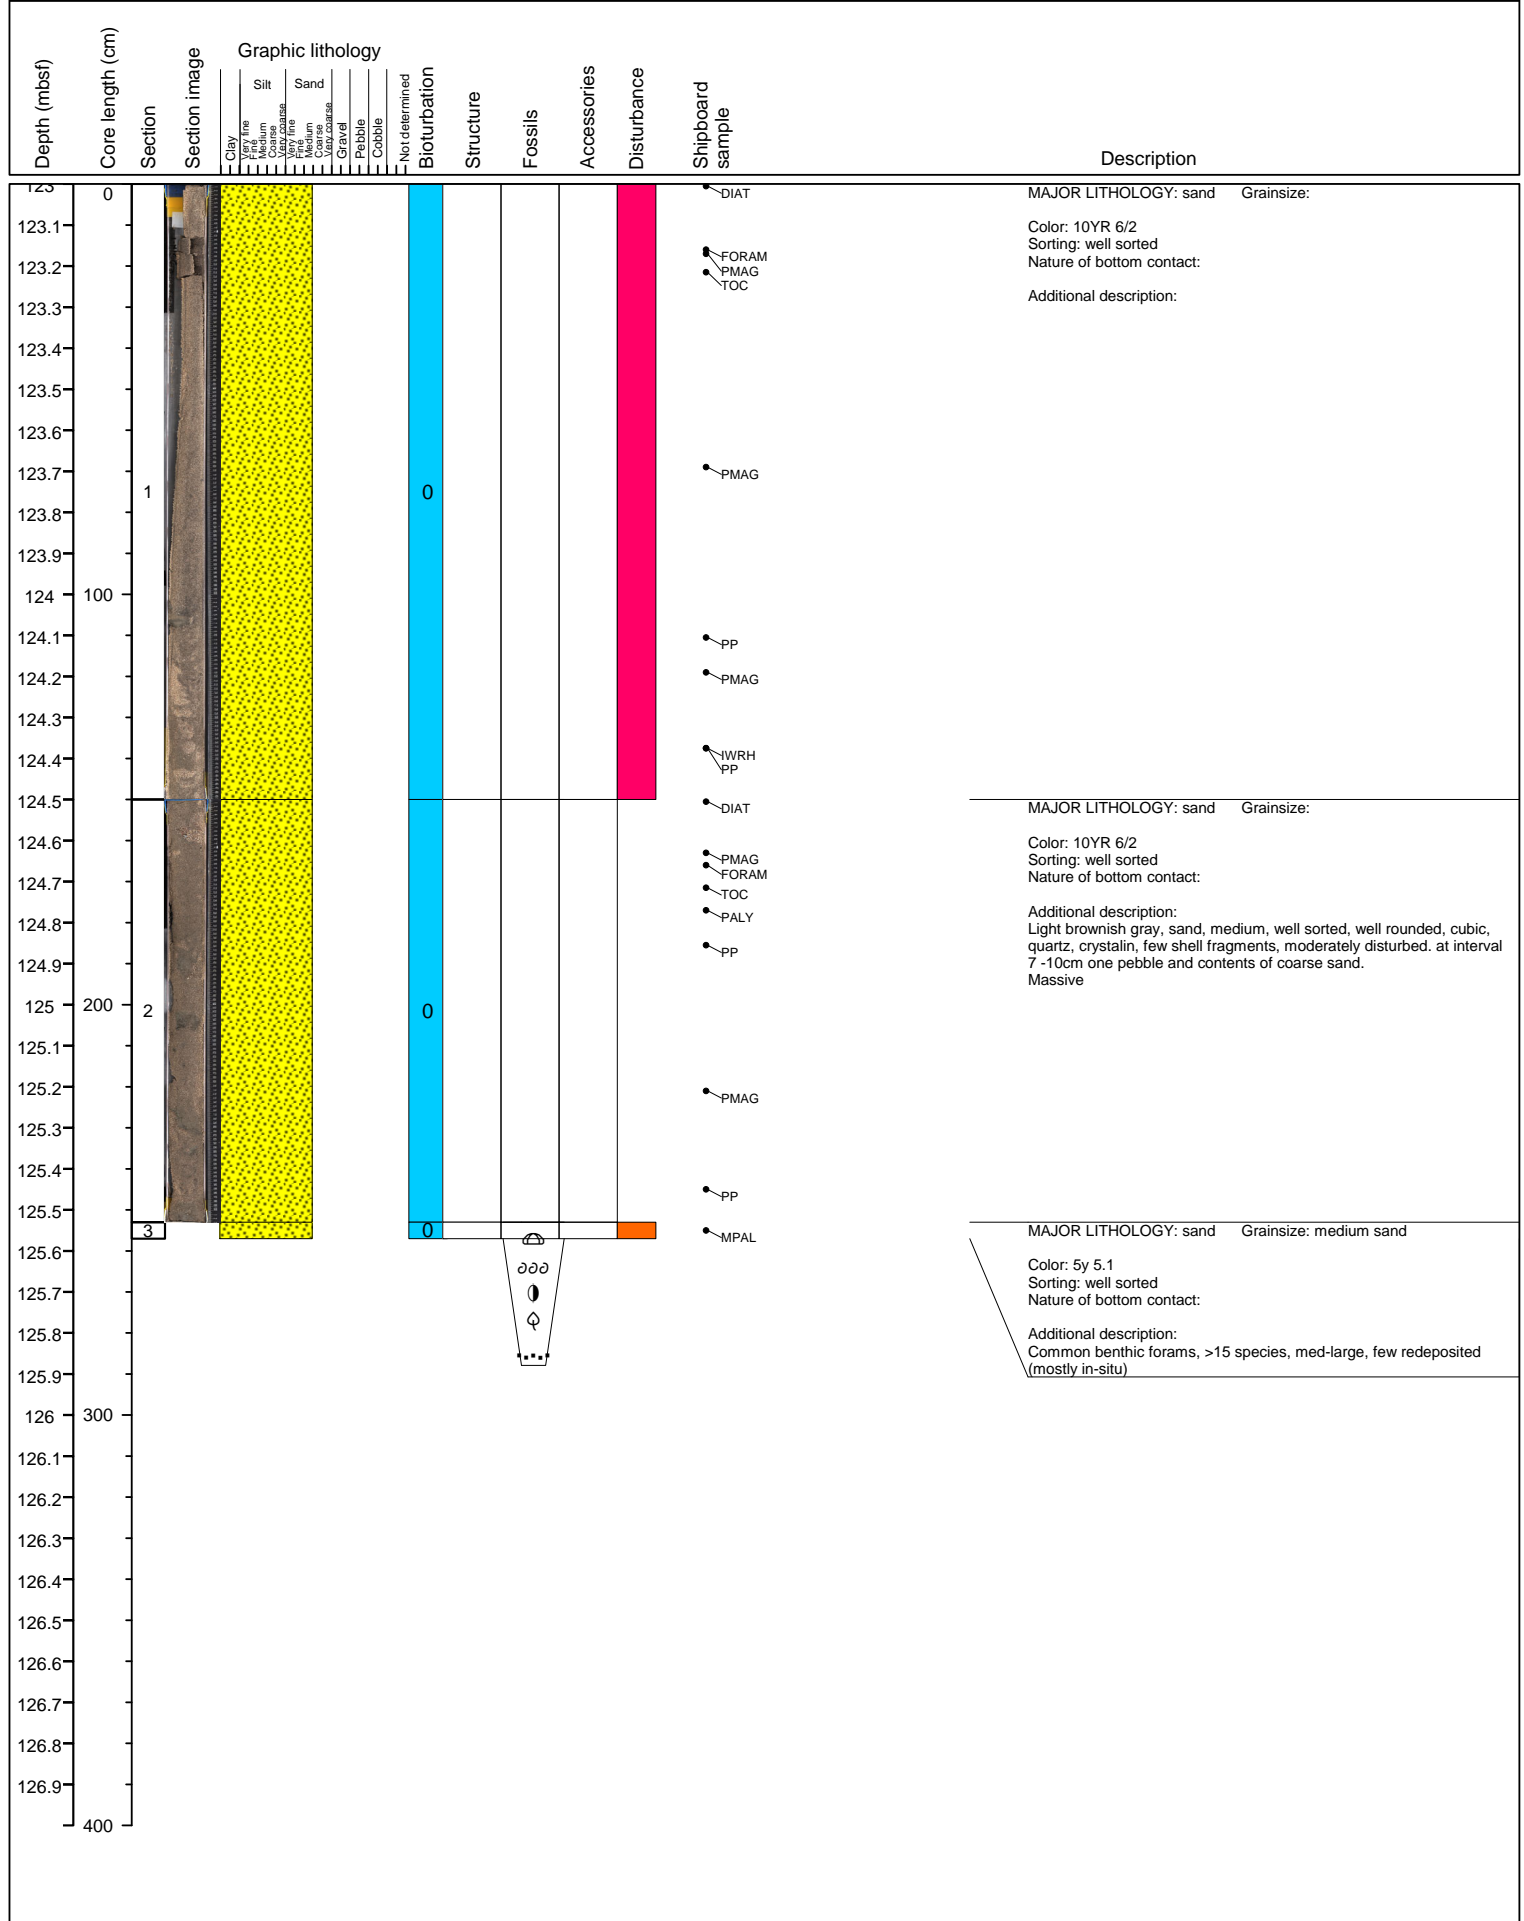 Depth (mbsf)
Core length (cm)
Section
Section image
Graphic lithology
Clay
Silt
Very fine
Fine
Medium
Coarse
Very coarse
Sand
Very fine
Fine
Medium
Coarse
Very coarse
Gravel
Pebble
Cobble
Not determined
Bioturbation
Structure
Fossils
Accessories
Disturbance
Shipboard
sample
Description
123
123.1
123.2
123.3
123.4
123.5
123.6
123.7
123.8
123.9
124
124.1
124.2
124.3
124.4
124.5
124.6
124.7
124.8
124.9
125
125.1
125.2
125.3
125.4
125.5
125.6
125.7
125.8
125.9
126
126.1
126.2
126.3
126.4
126.5
126.6
126.7
126.8
126.9
0
100
200
300
400
1
2
3
0
0
0
DIAT
FORAM
PMAG
TOC
PMAG
PP
PMAG
IWRH
PP
DIAT
PMAG
FORAM
TOC
PALY
PP
PMAG
PP
MPAL
MAJOR LITHOLOGY: sand Grainsize:
Color: 10YR 6/2
Sorting: well sorted
Nature of bottom contact:
Additional description:
MAJOR LITHOLOGY: sand Grainsize:
Color: 10YR 6/2
Sorting: well sorted
Nature of bottom contact:
Additional description:
Light brownish gray, sand, medium, well sorted, well rounded, cubic,
quartz, crystalin, few shell fragments, moderately disturbed. at interval
7 -10cm one pebble and contents of coarse sand.
Massive
MAJOR LITHOLOGY: sand Grainsize: medium sand
Color: 5y 5.1
Sorting: well sorted
Nature of bottom contact:
Additional description:
Common benthic forams, >15 species, med-large, few redeposited
(mostly in-situ)